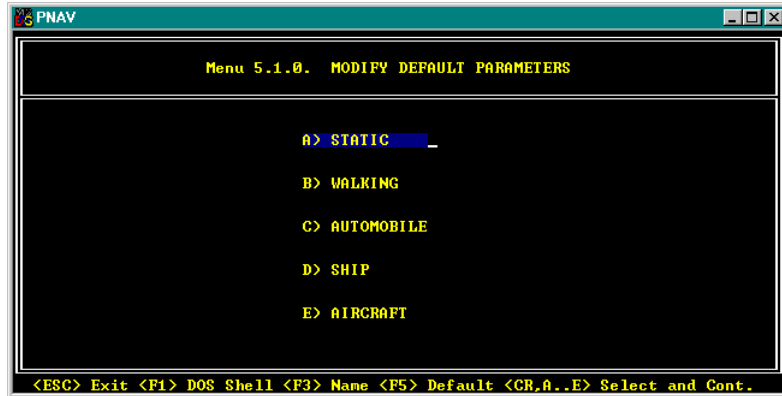 PNAV
Menu 5.1.0. MODIFY DEFAULT PARAMETERS
A) STATIC
B) WALKING
C) AUTOMOBILE
D) SHIP
E) AIRCRAFT
<ESC> Exit <F1> DOS Shell <F3> Name <F5> Default <CR,A..E> Select and Cont.